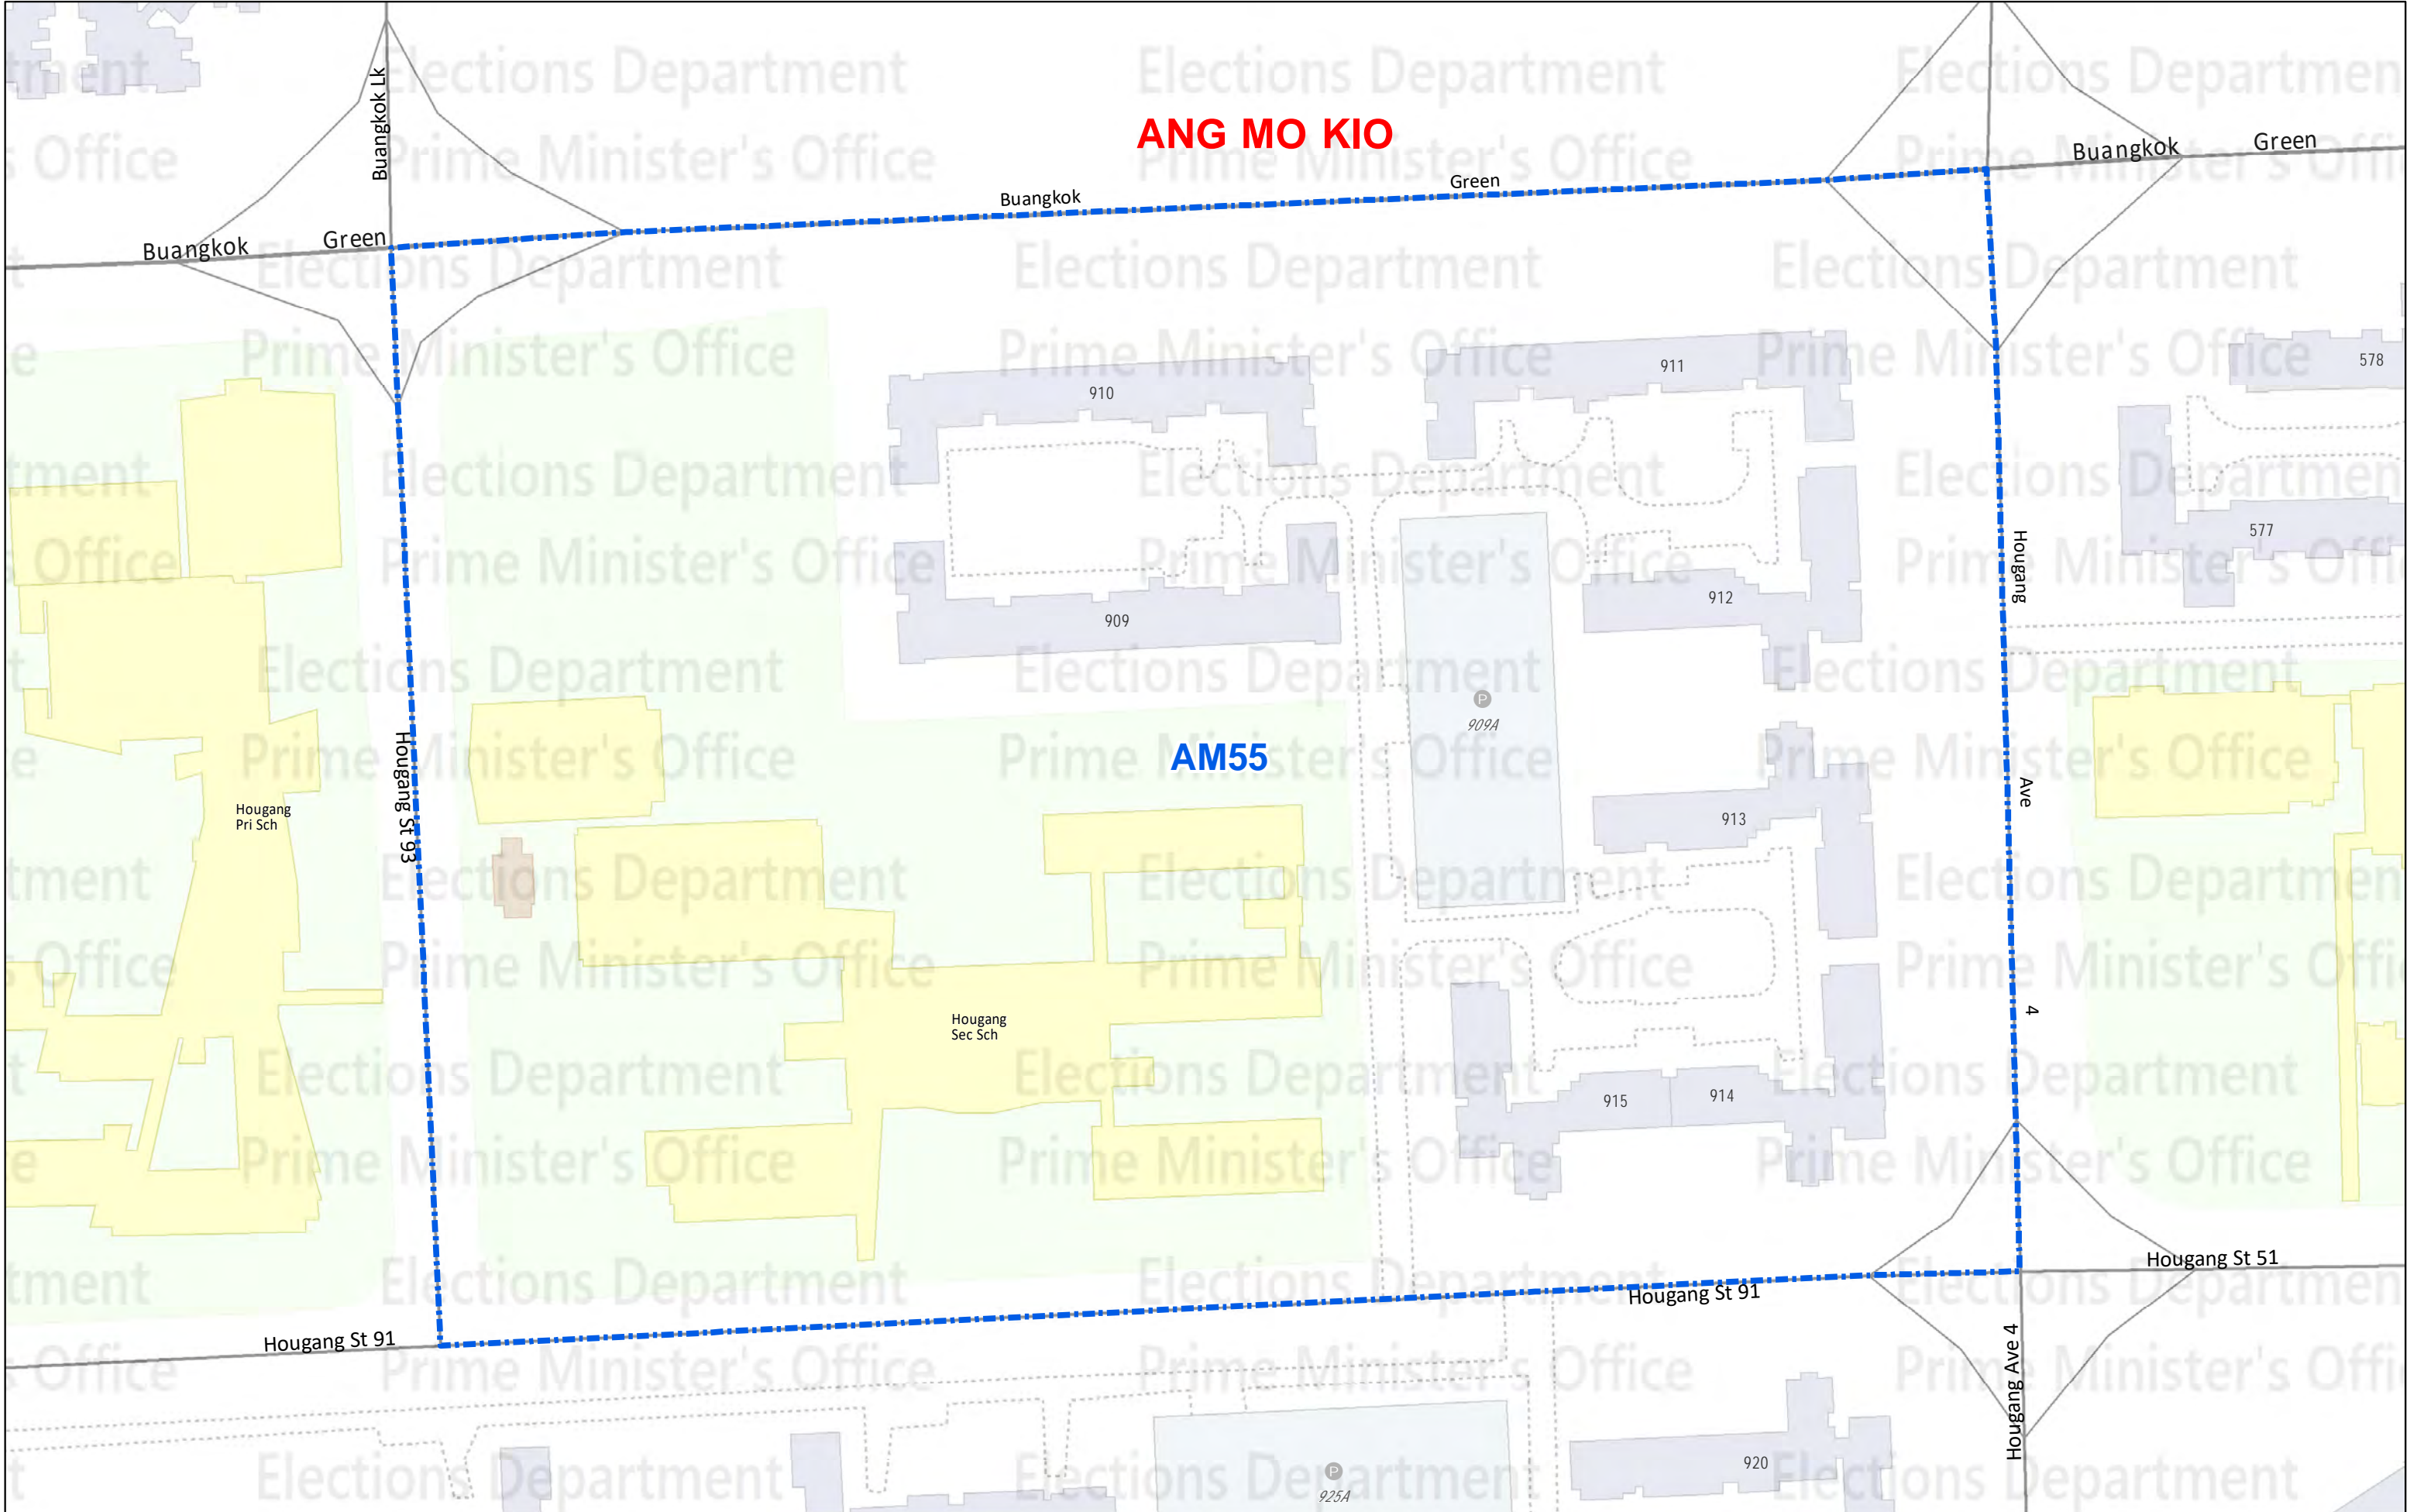 Elections Department
Prime Minister's Office
ANG MO KIO
Buangkok Lk
Buangkok Green
Buangkok Green
Buangkok Green
910
911
578
577
909
912
Hougang Ave 4
P
909A
AM55
Hougang St 93
Hougang
Pri Sch
913
Hougang
Sec Sch
915
914
Hougang St 51
Hougang St 91
Hougang St 91
Hougang Ave 4
920
P
925A